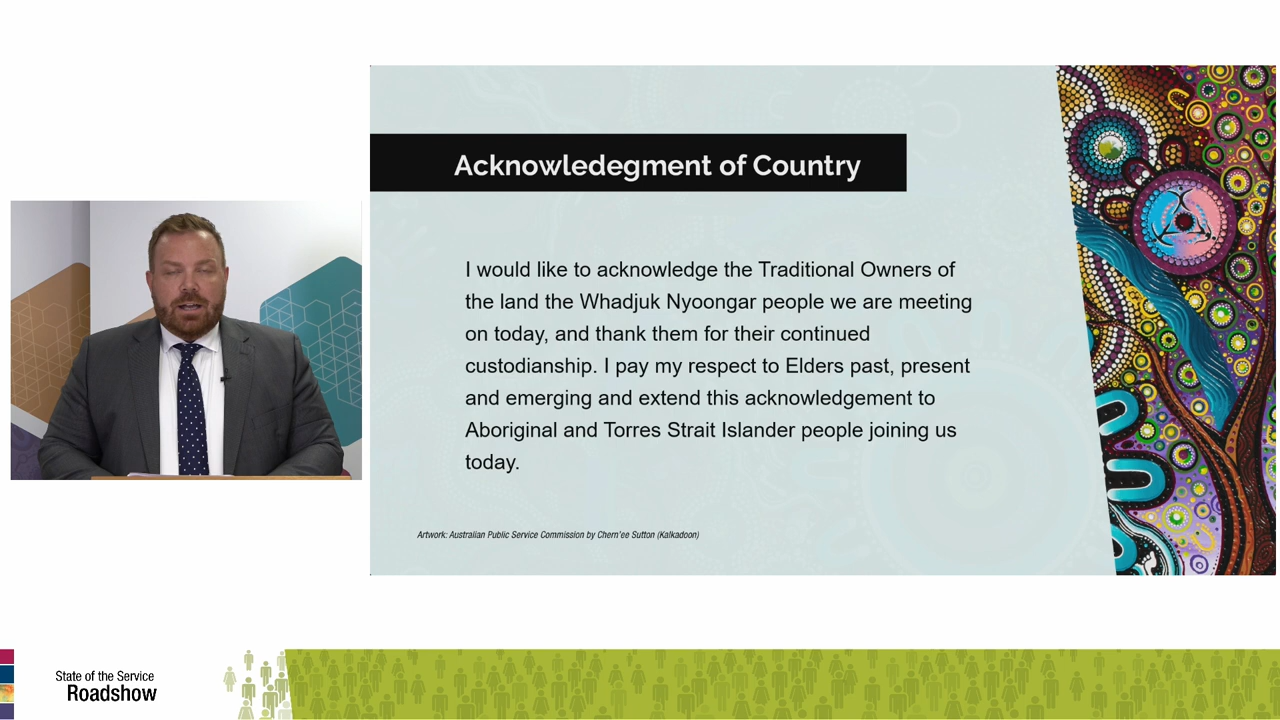 Acknowledegment of Country
I would like to acknowledge the Traditional Owners of
the land the Whadjuk Nyoongar people we are meeting
on today, and thank them for their continued
custodianship. I pay my respect to Elders past, present
and emerging and extend this acknowledgement to
Aboriginal and Torres Strait Islander people joining us
today.
Artwork: Australian Public Service Commission by Chern'ee Sutton (Kalkadoon)
State of the Service
Roadshow